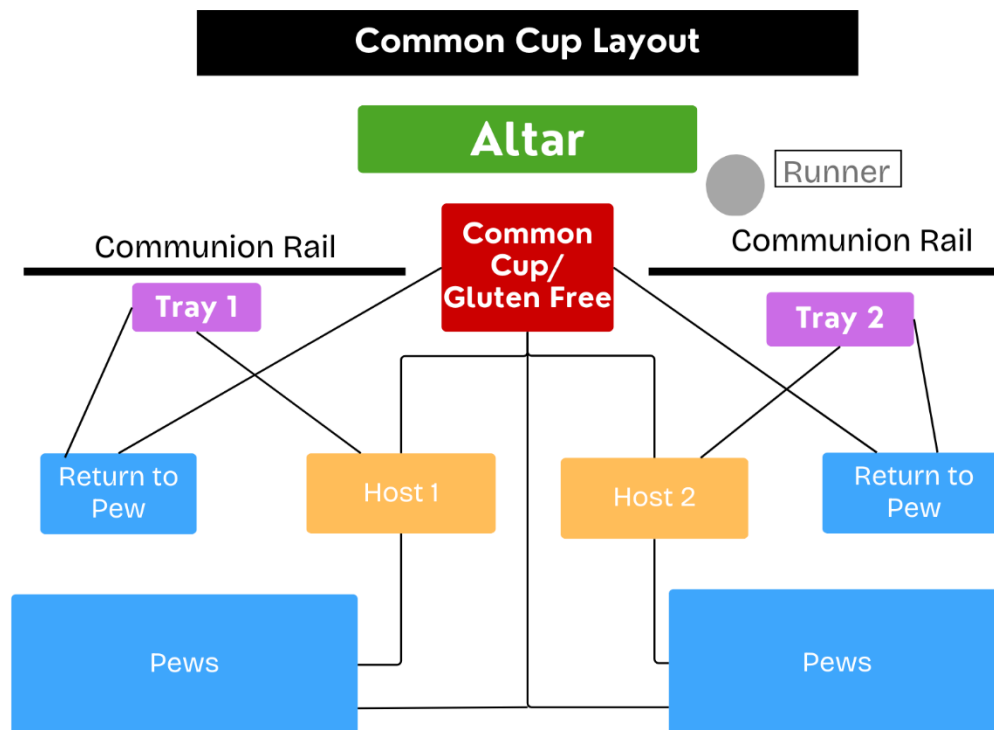 Common Cup Layout
Altar
Runner
Communion Rail
Common
Cup/
Gluten Free
Communion Rail
Tray 1
Tray 2
Return to
Pew
Host 1
Host 2
Return to
Pew
Pews
Pews